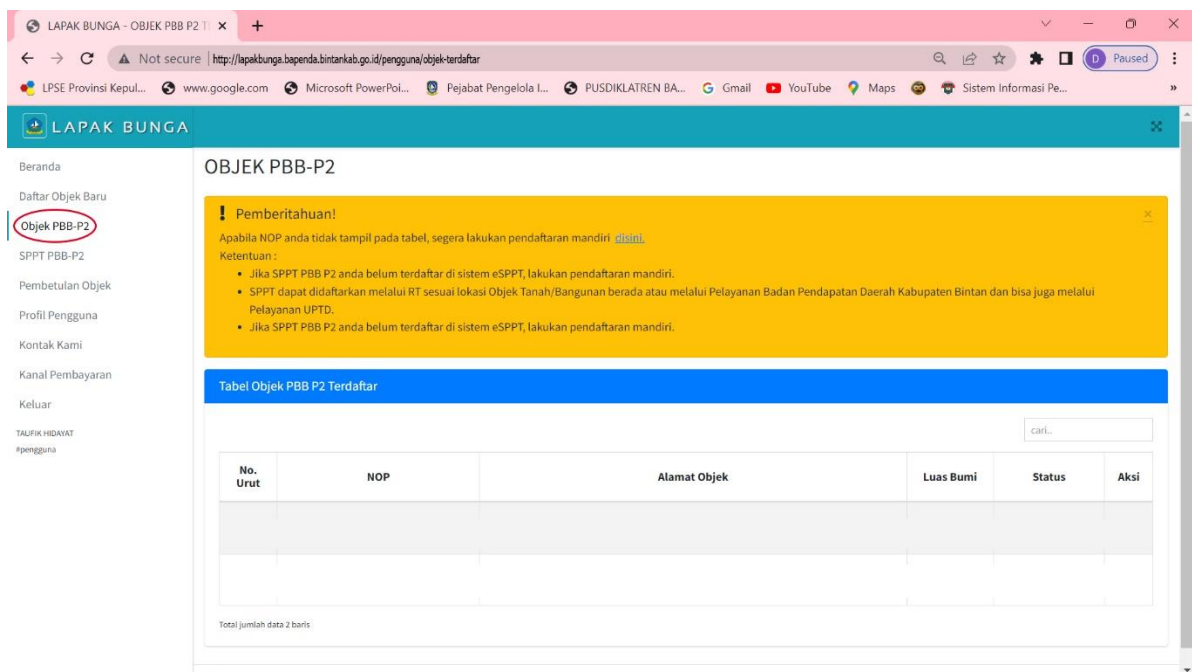 LAPAK BUNGA - OBJEK PBB P2 T
Not secure
http://lapakbunga.bapenda.bintankab.go.id/pengguna/objek-terdaftar
D
Paused
LPSE Provinsi Kepul...
www.google.com
Microsoft PowerPoi...
Pejabat Pengelola I...
PUSDIKLATREN BA...
Gmail
YouTube
Maps
Sistem Informasi Pe...
»
LAPAK BUNGA
Beranda
Daftar Objek Baru
Objek PBB-P2
SPPT PBB-P2
Pembetulan Objek
Profil Pengguna
Kontak Kami
Kanal Pembayaran
Keluar
TAUFIK HIDAYAT
#pengguna
OBJEK PBB-P2
! Pemberitahuan!
Apabila NOP anda tidak tampil pada tabel, segera lakukan pendaftaran mandiri disini.
Ketentuan :
• Jika SPPT PBB P2 anda belum terdaftar di sistem eSPPT, lakukan pendaftaran mandiri.
• SPPT dapat didaftarkan melalui RT sesuai lokasi Objek Tanah/Bangunan berada atau melalui Pelayanan Badan Pendapatan Daerah Kabupaten Bintan dan bisa juga melalui
Pelayanan UPTD.
• Jika SPPT PBB P2 anda belum terdaftar di sistem eSPPT, lakukan pendaftaran mandiri.
Tabel Objek PBB P2 Terdaftar
cari..
No.
Urut
NOP
Alamat Objek
Luas Bumi
Status
Aksi
Total jumlah data 2 baris